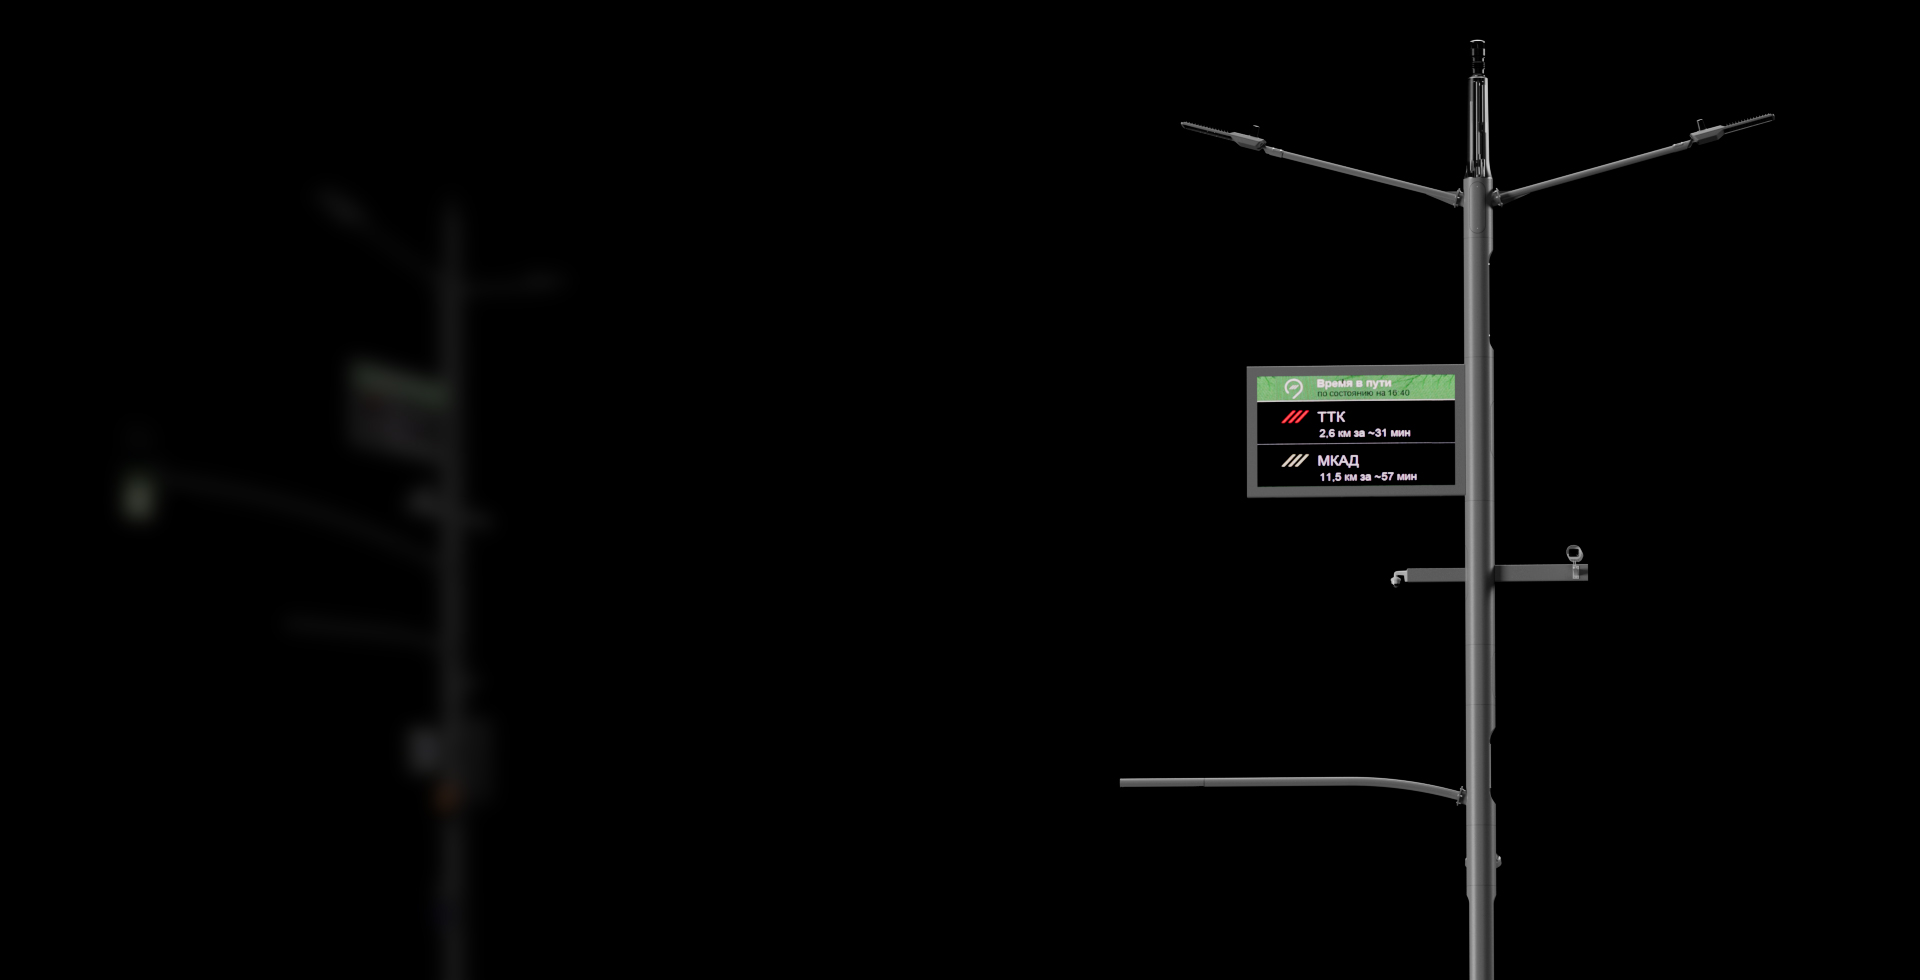 Время в пути
по состоянию на 16:40
ТТК
2,6 км за ~31 мин
МКАД
11,5 км за ~57 мин